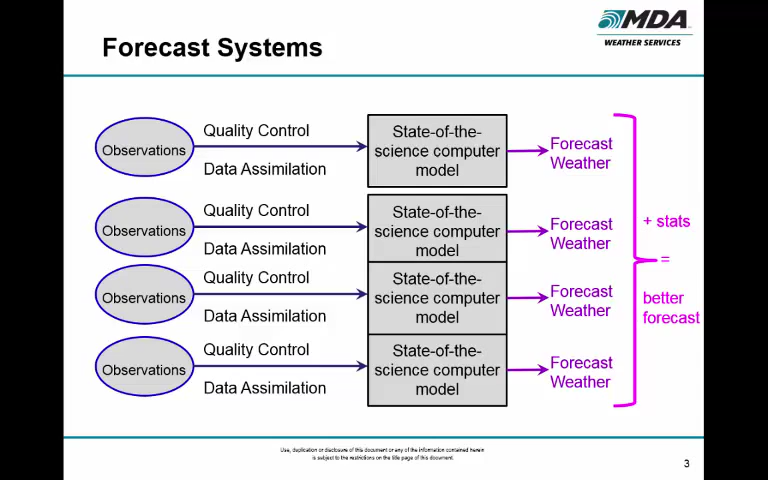 MDA
WEATHER SERVICES
Forecast Systems
Observations
Quality Control
Data Assimilation
State-of-the-
science computer
model
Forecast
Weather
Observations
Quality Control
Data Assimilation
State-of-the-
science computer
model
Forecast
Weather
Observations
Quality Control
Data Assimilation
State-of-the-
science computer
model
Forecast
Weather
Observations
Quality Control
Data Assimilation
State-of-the-
science computer
model
Forecast
Weather
+ stats
=
better
forecast
Use, duplication or disclosure of this document or any of the information contained herein
is subject to the restrictions on the title page of this document.
3